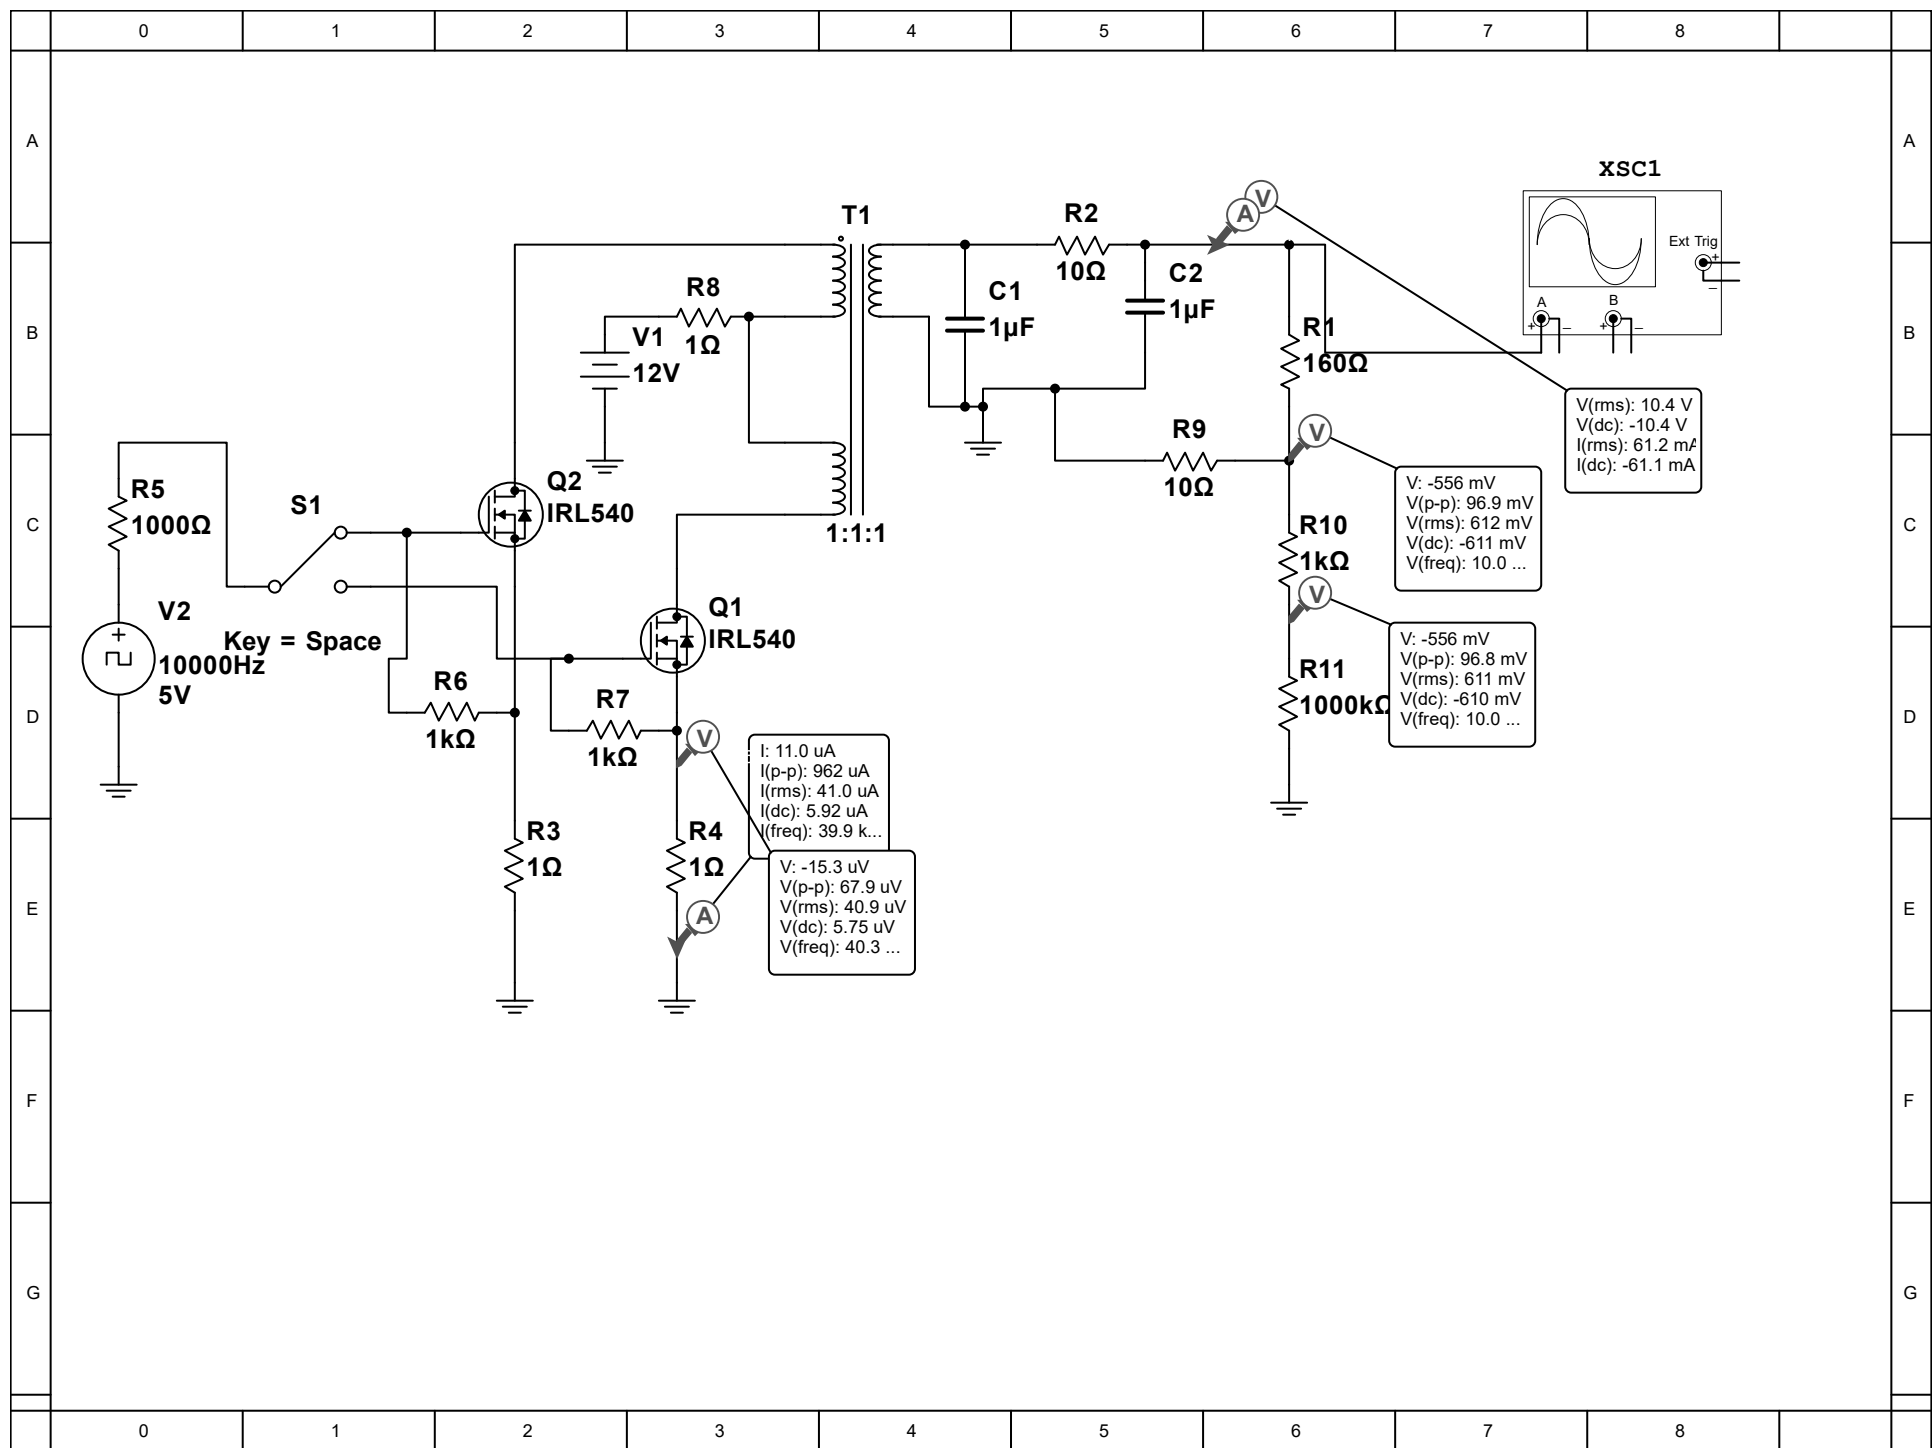 0 1 2 3 4 5 6 7 8
A A
XSC1
T1
R2
Ext Trig
+
10Ω
C2
_
R8
C1
A B
1µF
+ _ + _
V1
1µF
R1
1Ω
12V
160Ω
B B
V(rms): 10.4 V
V(dc): -10.4 V
I(rms): 61.2 mA
I(dc): -61.1 mA
R9
10Ω
V: -556 mV
V(p-p): 96.9 mV
V(rms): 612 mV
V(dc): -611 mV
V(freq): 10.0 ...
A V
V
R5
1000Ω
S1
Q2
IRL540
1:1:1
R10
1kΩ
C C
V
V2
10000Hz
5V
+
Key = Space
Q1
IRL540
V: -556 mV
V(p-p): 96.8 mV
V(rms): 611 mV
V(dc): -610 mV
V(freq): 10.0 ...
R11
1000kΩ
R6
1kΩ
R7
1kΩ
D D
V
I: 11.0 uA
I(p-p): 962 uA
I(rms): 41.0 uA
I(dc): 5.92 uA
I(freq): 39.9 k...
R3
1Ω
R4
1Ω
V: -15.3 uV
V(p-p): 67.9 uV
V(rms): 40.9 uV
V(dc): 5.75 uV
V(freq): 40.3 ...
A
E E
F F
G G
0 1 2 3 4 5 6 7 8